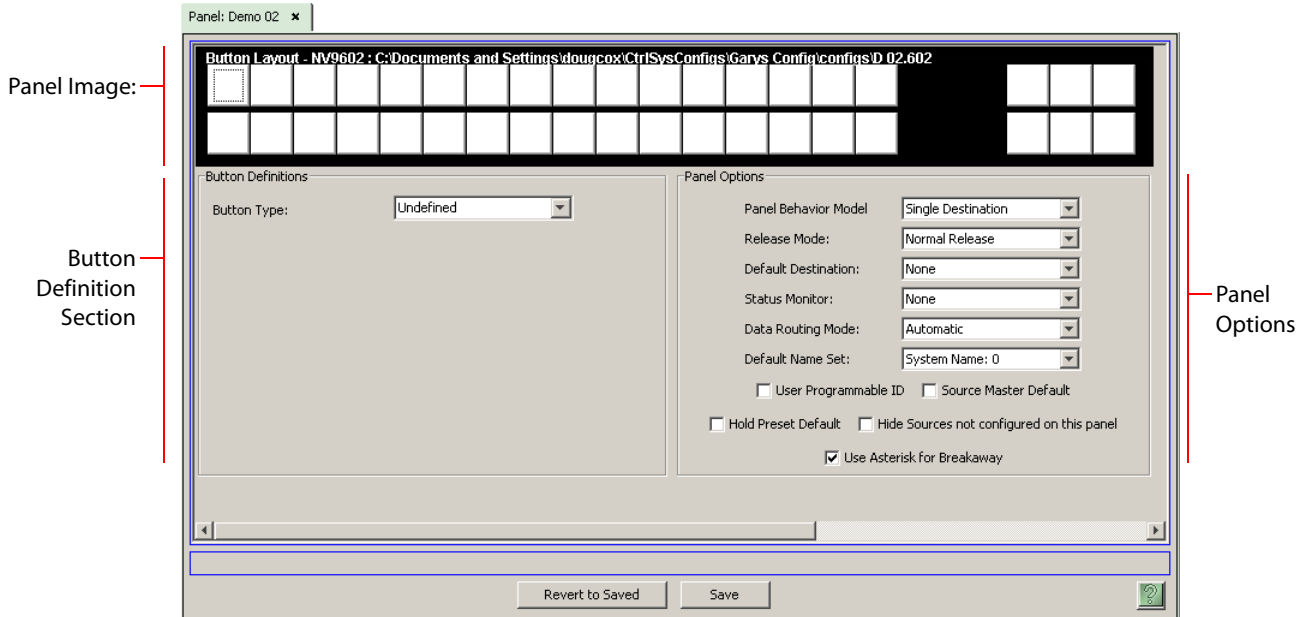 Panel: Demo 02 ×
Panel Image:
Button Layout - NV9602 : C:\Documents and Settings\dougcox\CtrlSysConfigs\Garys Config\configs\D 02.602
Button Definition Section
Button Definitions
Button Type: Undefined
Panel Options
Panel Behavior Model Single Destination
Release Mode: Normal Release
Default Destination: None
Status Monitor: None
Data Routing Mode: Automatic
Default Name Set: System Name: 0
User Programmable ID Source Master Default
Hold Preset Default Hide Sources not configured on this panel
Use Asterisk for Breakaway
Panel Options
Revert to Saved Save ?